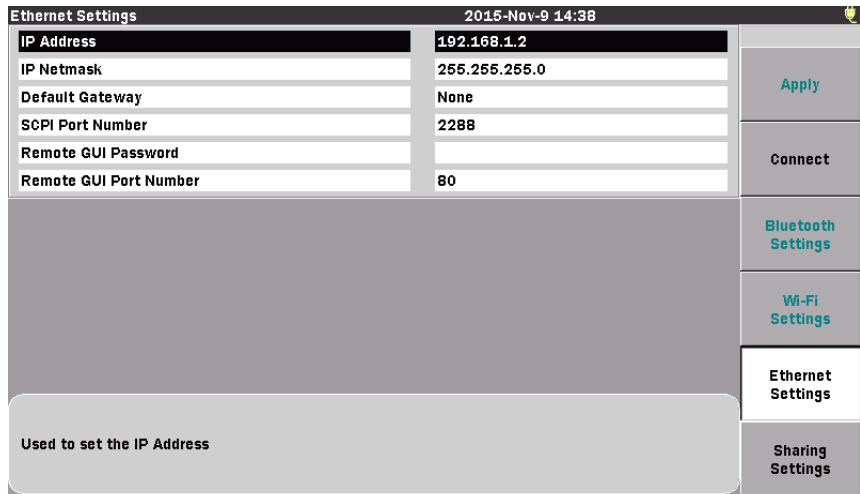 Ethernet Settings 2015-Nov-9 14:38
IP Address 192.168.1.2
IP Netmask 255.255.255.0
Default Gateway None
SCPI Port Number 2288
Remote GUI Password
Remote GUI Port Number 80
Used to set the IP Address
Apply
Connect
Bluetooth
Settings
Wi-Fi
Settings
Ethernet
Settings
Sharing
Settings